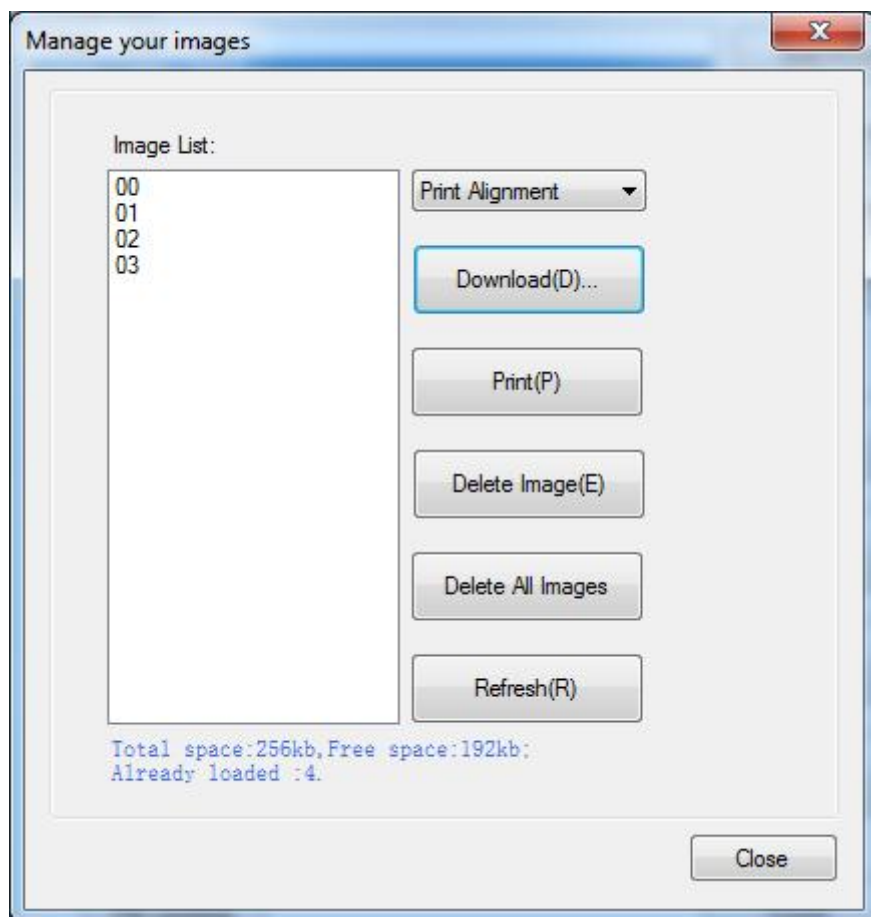 Manage your images
Image List:
00
01
02
03
Print Alignment
Download(D)...
Print(P)
Delete Image(E)
Delete All Images
Refresh(R)
Total space:256kb,Free space:192kb;
Already loaded :4.
Close